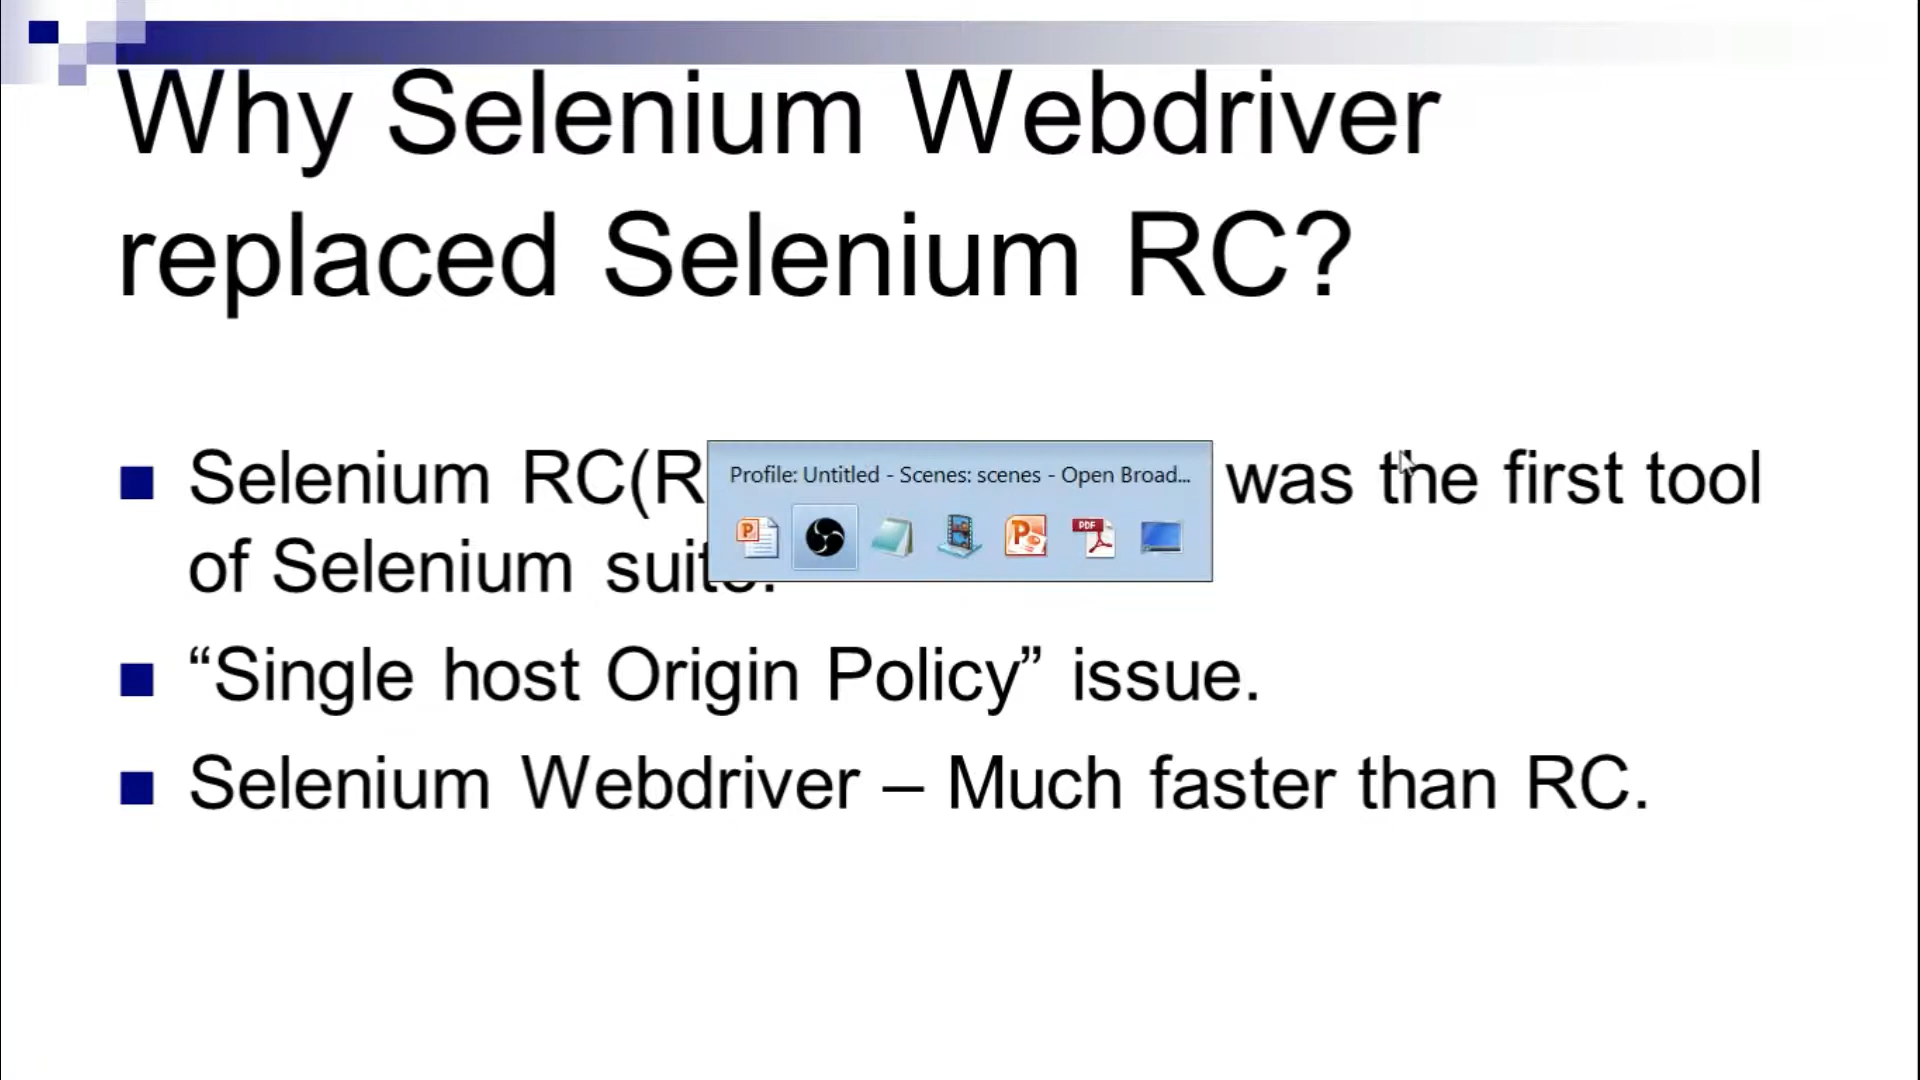 Why Selenium Webdriver
replaced Selenium RC?
Selenium RC(R was the first tool
Profile: Untitled - Scenes: scenes - Open Broad...
of Selenium
“Single host Origin Policy” issue.
Selenium Webdriver – Much faster than RC.